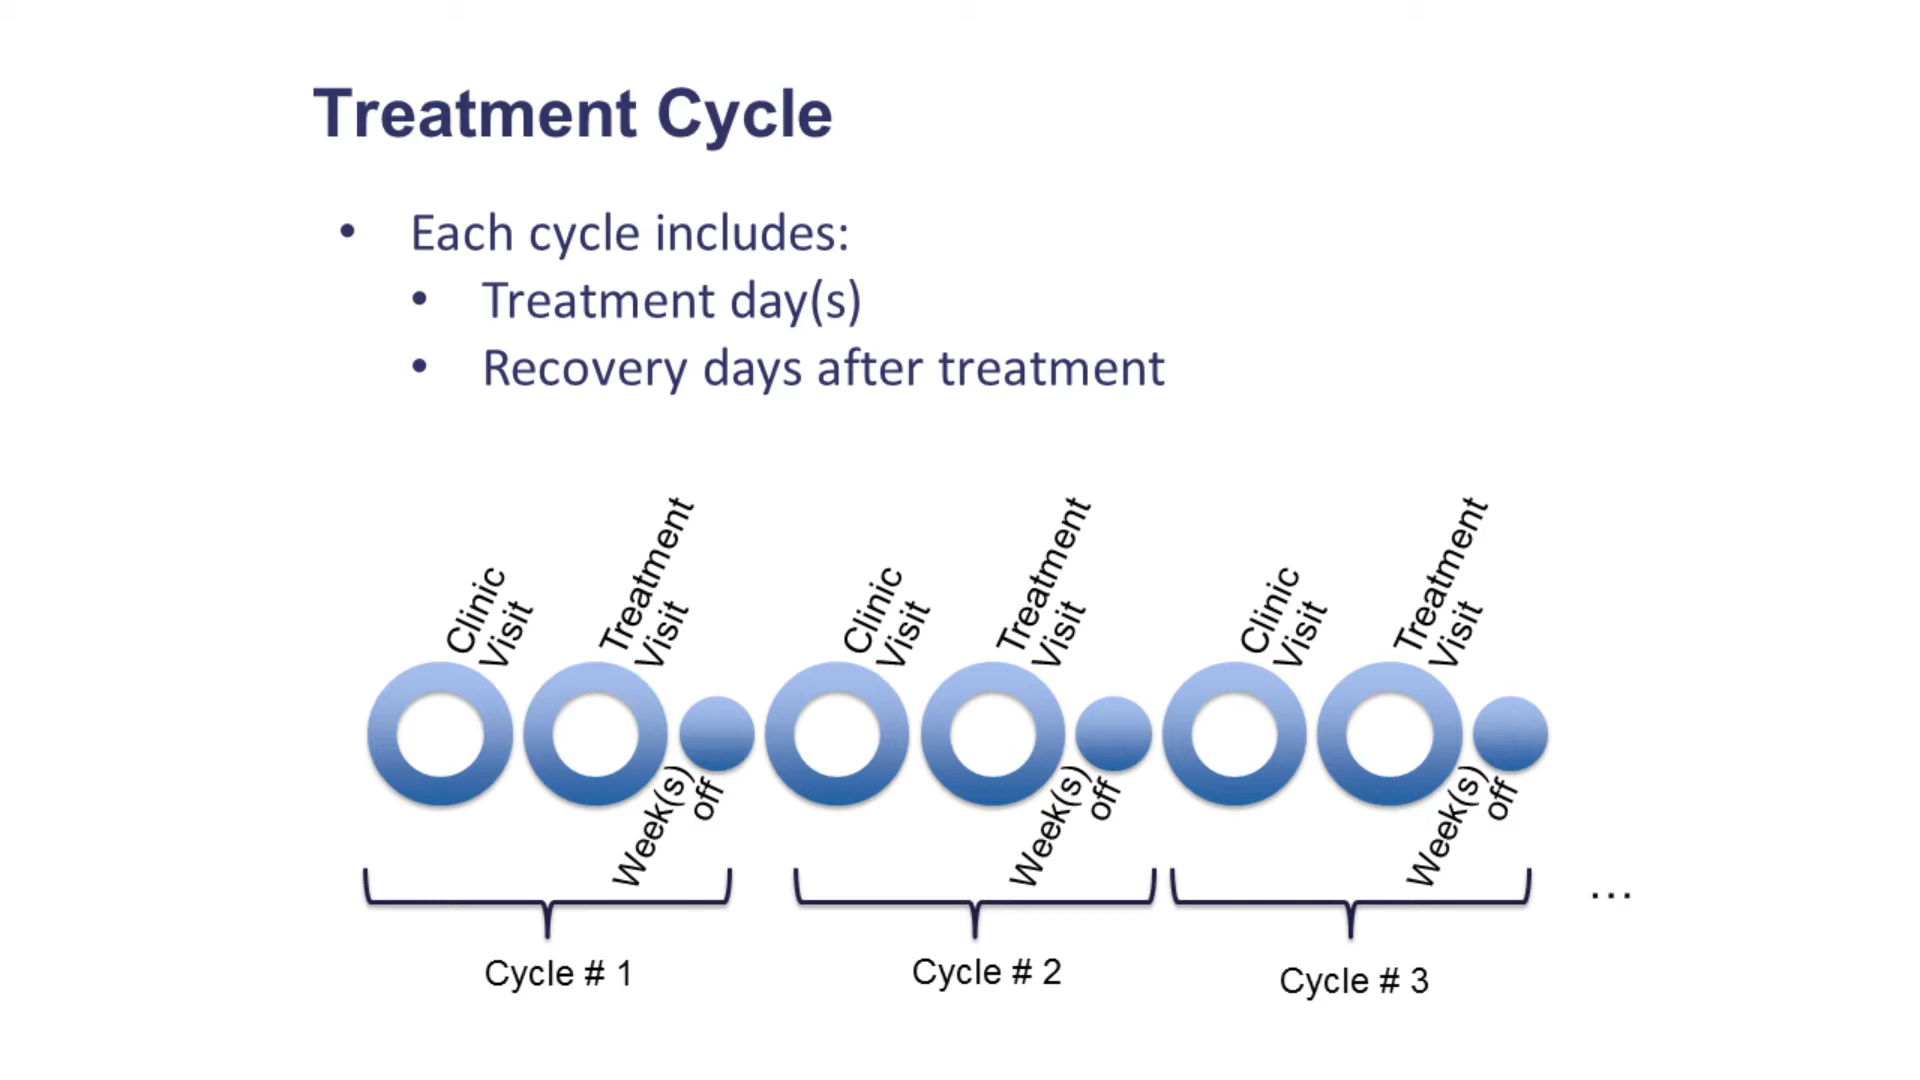 Treatment Cycle
• Each cycle includes:
• Treatment day(s)
• Recovery days after treatment
Clinic
Visit
Treatment
Visit
Week(s)
off
Clinic
Visit
Treatment
Visit
Week(s)
off
Clinic
Visit
Treatment
Visit
Week(s)
off
Cycle # 1
Cycle # 2
Cycle # 3
...